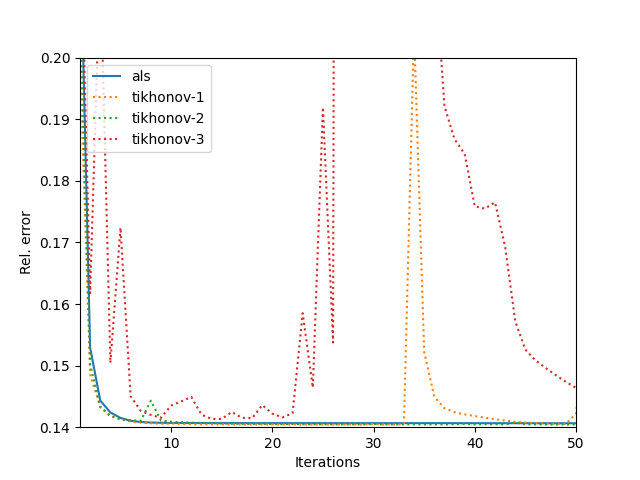 0.20
0.19
0.18
0.17
0.16
0.15
0.14
Rel. error
als
tikhonov-1
tikhonov-2
tikhonov-3
10
20
30
40
50
Iterations